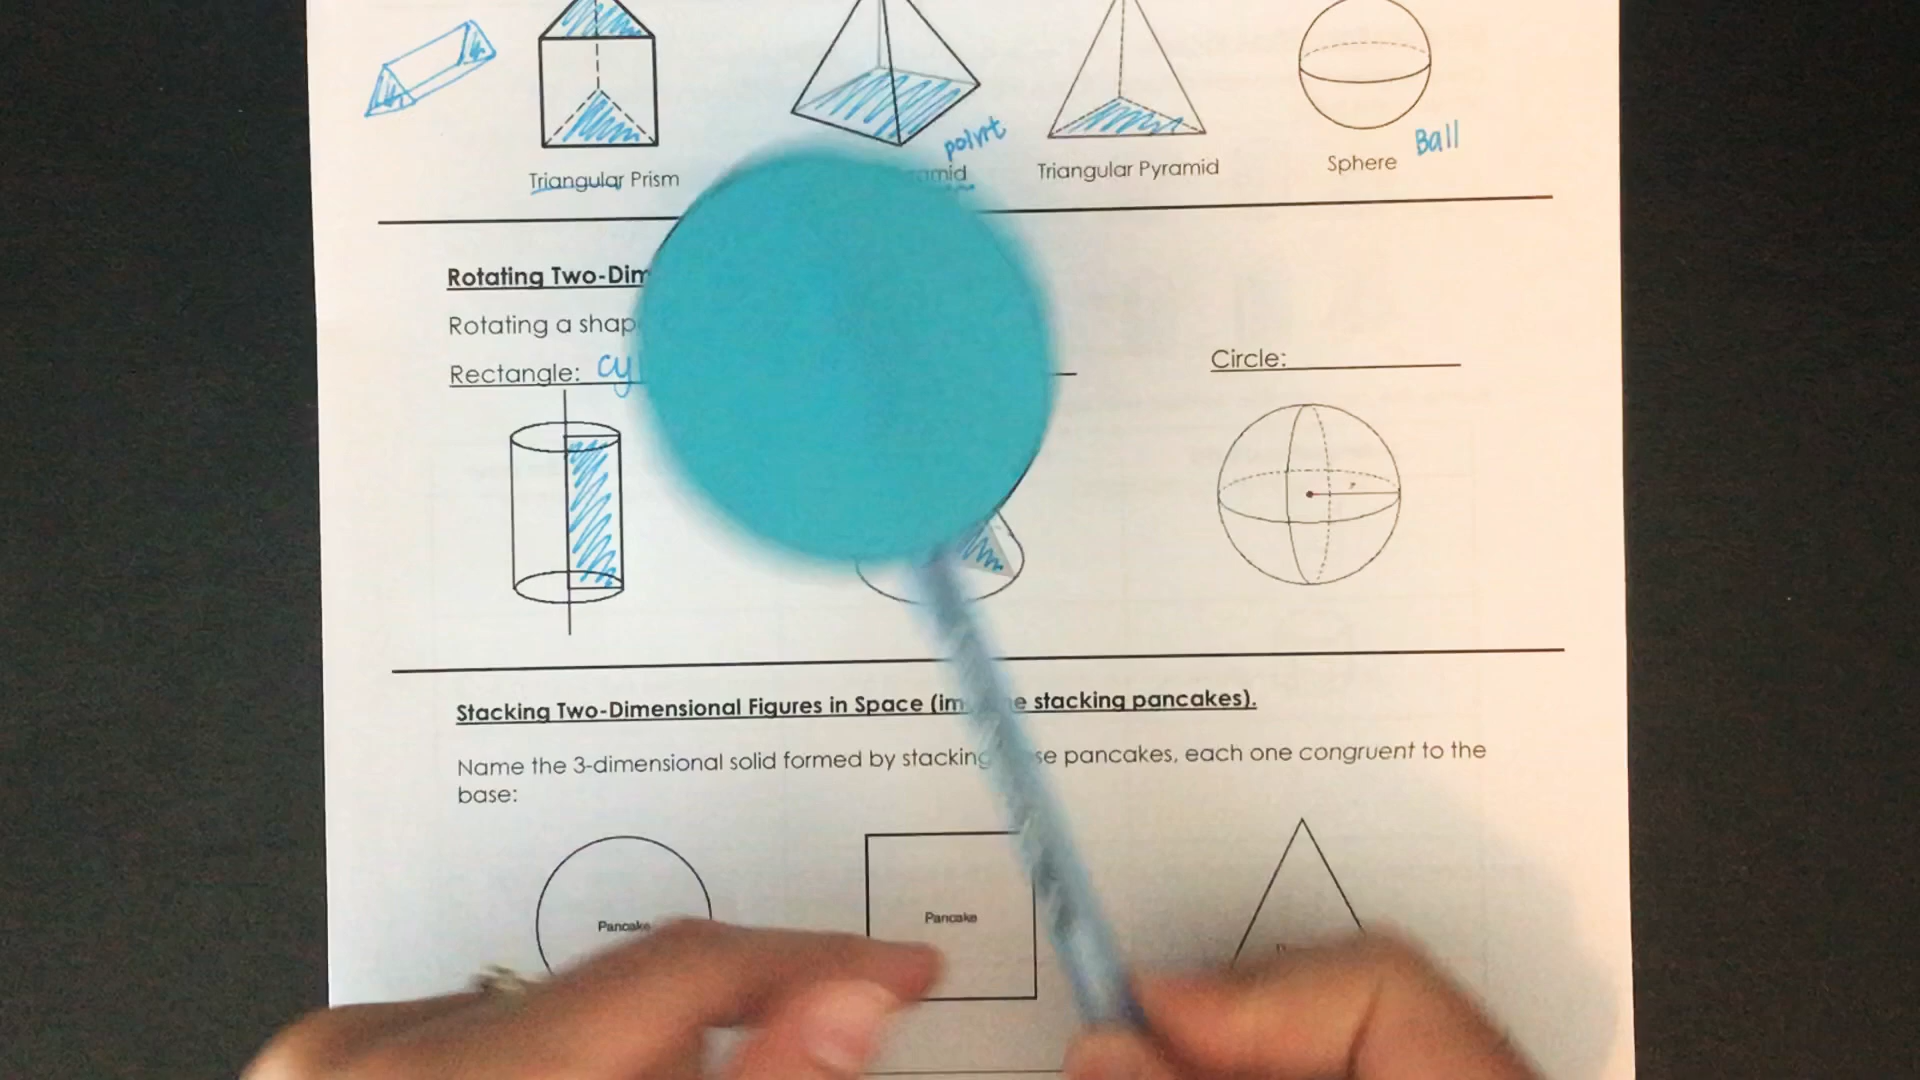 point
Triangular Prism
Triangular Pyramid
Sphere
Ball
Rotating Two-Dim
Rotating a shap
Rectangle: cyl
Circle:
r
Stacking Two-Dimensional Figures in Space (im e stacking pancakes).
Name the 3-dimensional solid formed by stacking se pancakes, each one congruent to the
base:
Pancake
Pancake